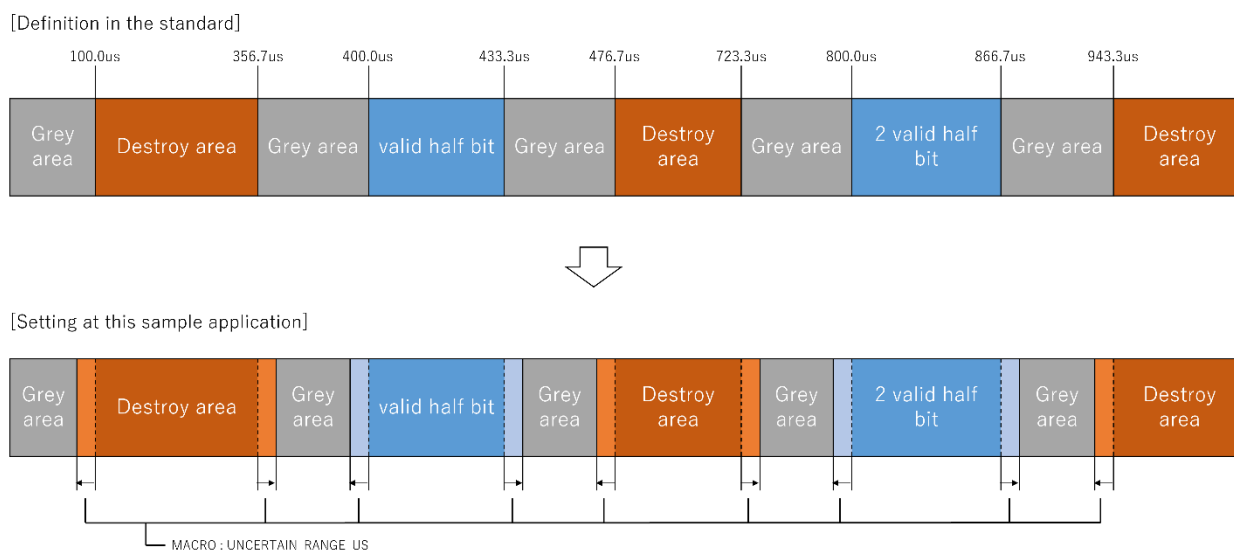 [Definition in the standard]
100.0us 356.7us 400.0us 433.3us 476.7us 723.3us 800.0us 866.7us 943.3us
Grey
area
Destroy area
Grey area
valid half bit
Grey area
Destroy
area
Grey area
2 valid half
bit
Grey area
Destroy
area
[Setting at this sample application]
Grey
area
Destroy area
Grey
area
valid half bit
Grey
area
Destroy
area
Grey
area
2 valid half
bit
Grey
area
Destroy
area
MACRO : UNCERTAIN RANGE US